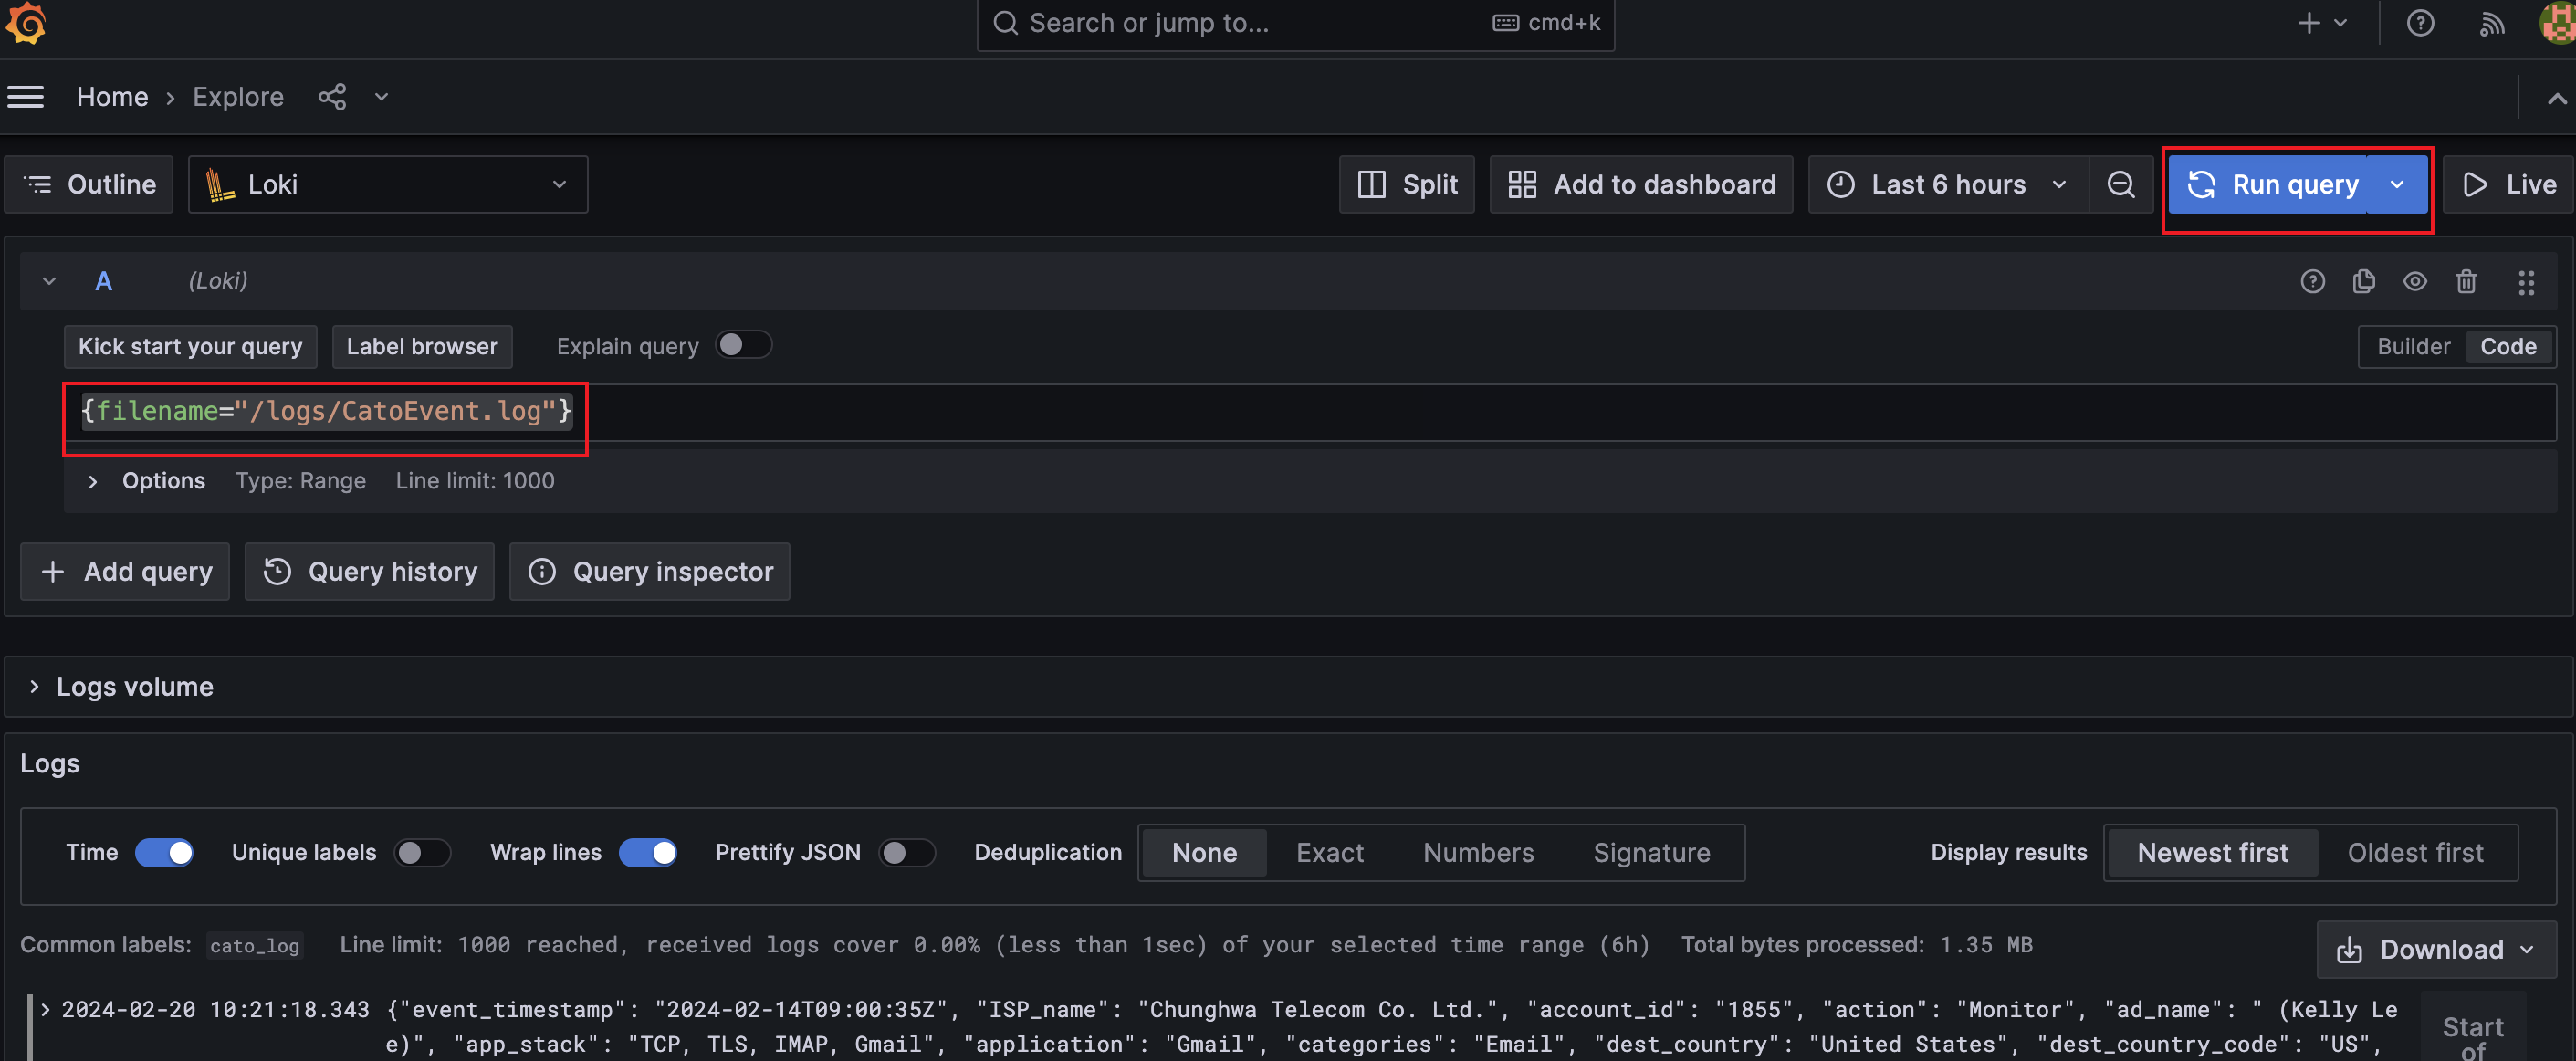 Search or jump to... cmd+k
Home › Explore
Outline Loki Split Add to dashboard Last 6 hours Run query Live
A (Loki)
Kick start your query Label browser Explain query Builder Code
{filename="/logs/CatoEvent.log"}
Options Type: Range Line limit: 1000
Add query Query history Query inspector
Logs volume
Logs
Time Unique labels Wrap lines Prettify JSON Deduplication None Exact Numbers Signature Display results Newest first Oldest first
Common labels: cato_log Line limit: 1000 reached, received logs cover 0.00% (less than 1sec) of your selected time range (6h) Total bytes processed: 1.35 MB Download
2024-02-20 10:21:18.343 {"event_timestamp": "2024-02-14T09:00:35Z", "ISP_name": "Chunghwa Telecom Co. Ltd.", "account_id": "1855", "action": "Monitor", "ad_name": " (Kelly Le
e)", "app_stack": "TCP, TLS, IMAP, Gmail", "application": "Gmail", "categories": "Email", "dest_country": "United States", "dest_country_code": "US",
Start
of